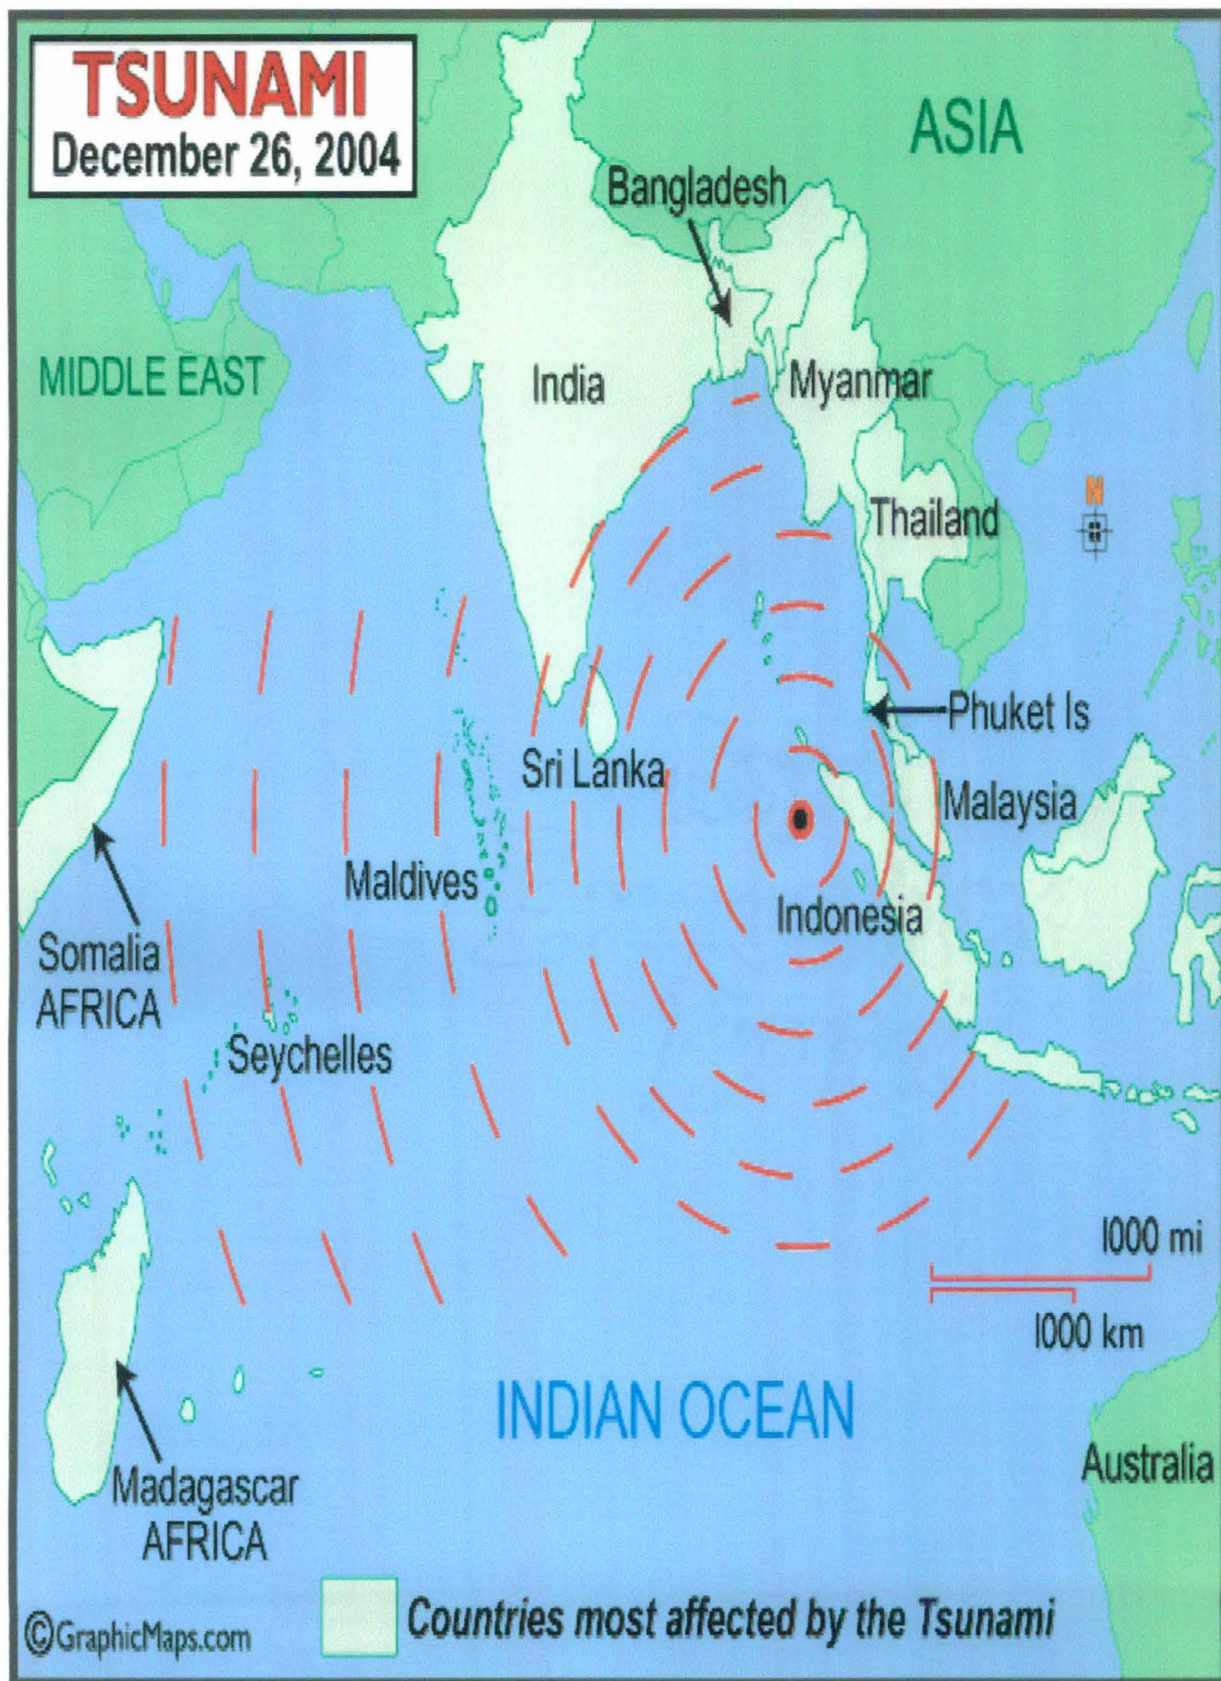 TSUNAMI
December 26, 2004
ASIA
Bangladesh
MIDDLE EAST
India
Myanmar
N
Thailand
Phuket Is
Sri Lanka
Malaysia
Maldives
Indonesia
Somalia
AFRICA
Seychelles
1000 mi
1000 km
INDIAN OCEAN
Australia
Madagascar
AFRICA
Countries most affected by the Tsunami
©GraphicMaps.com